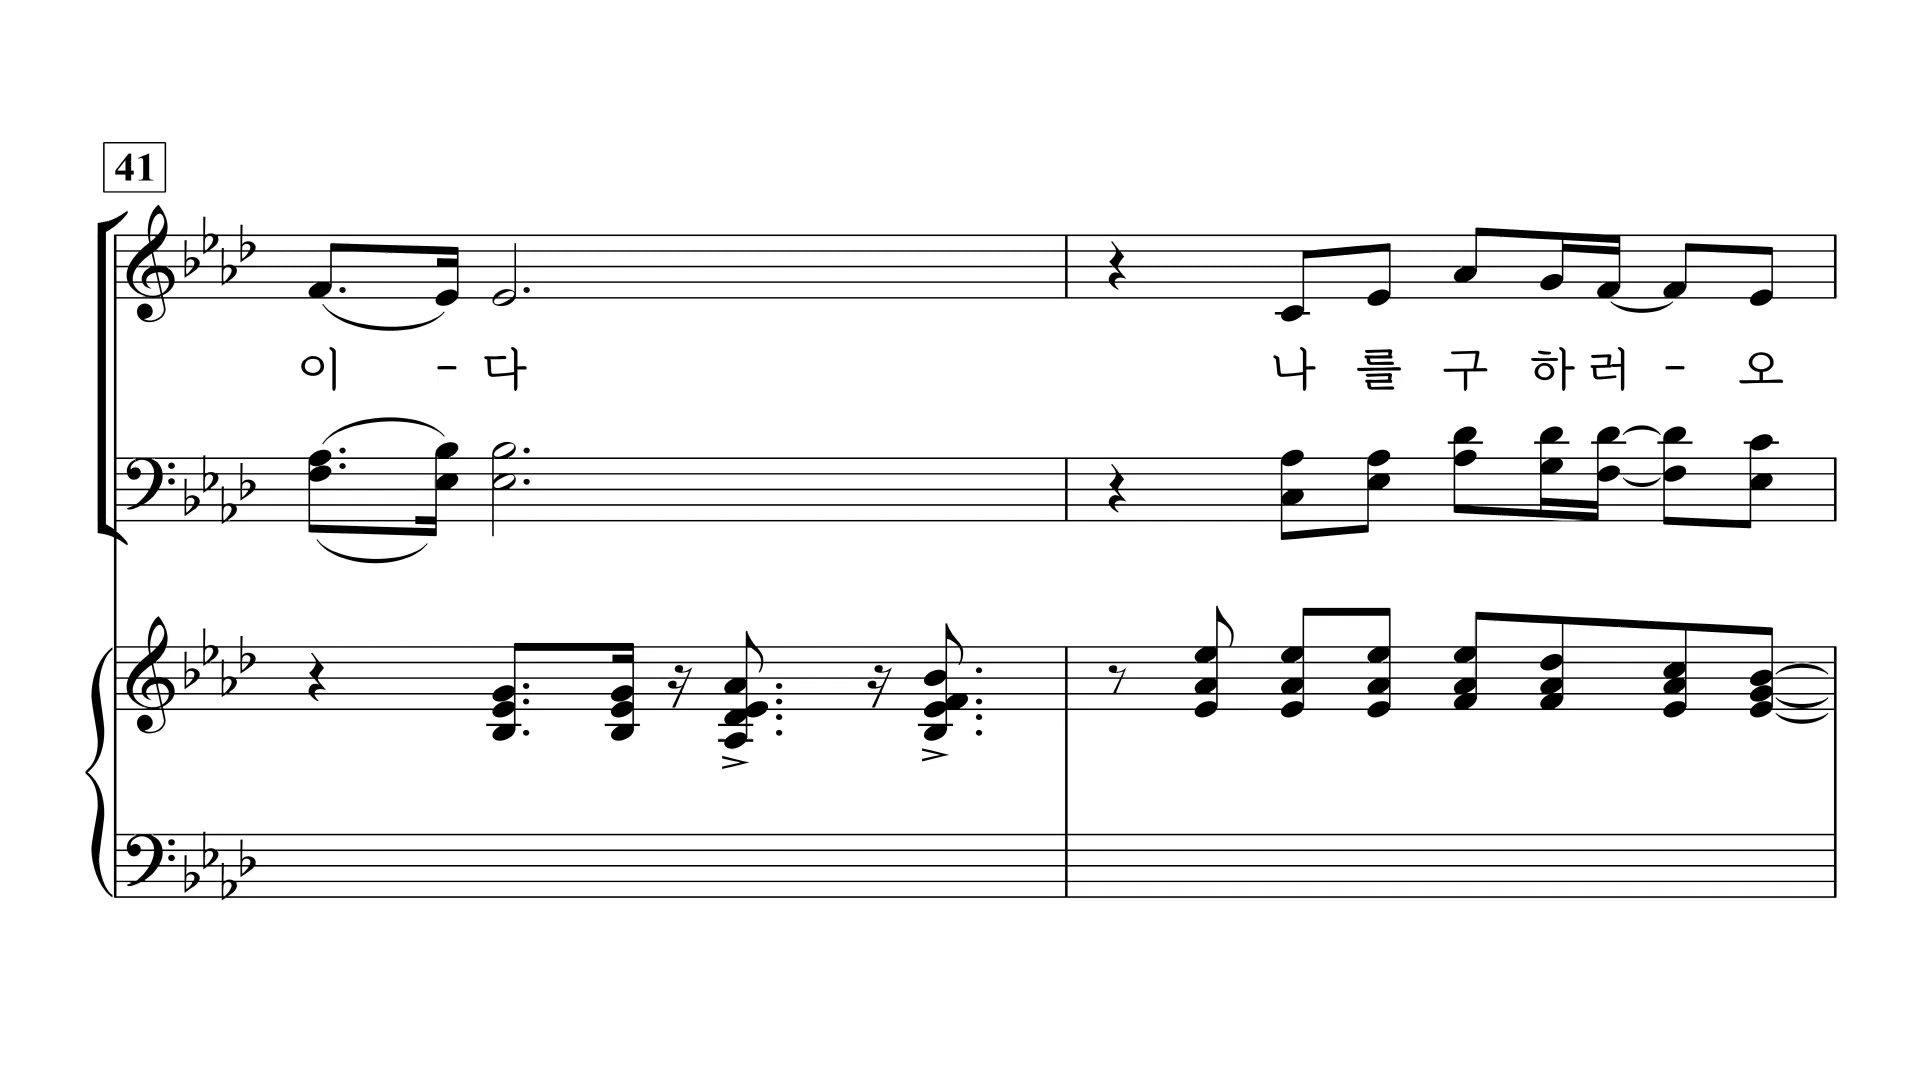 41
이 - 다 나 를 구 하 러 - 오